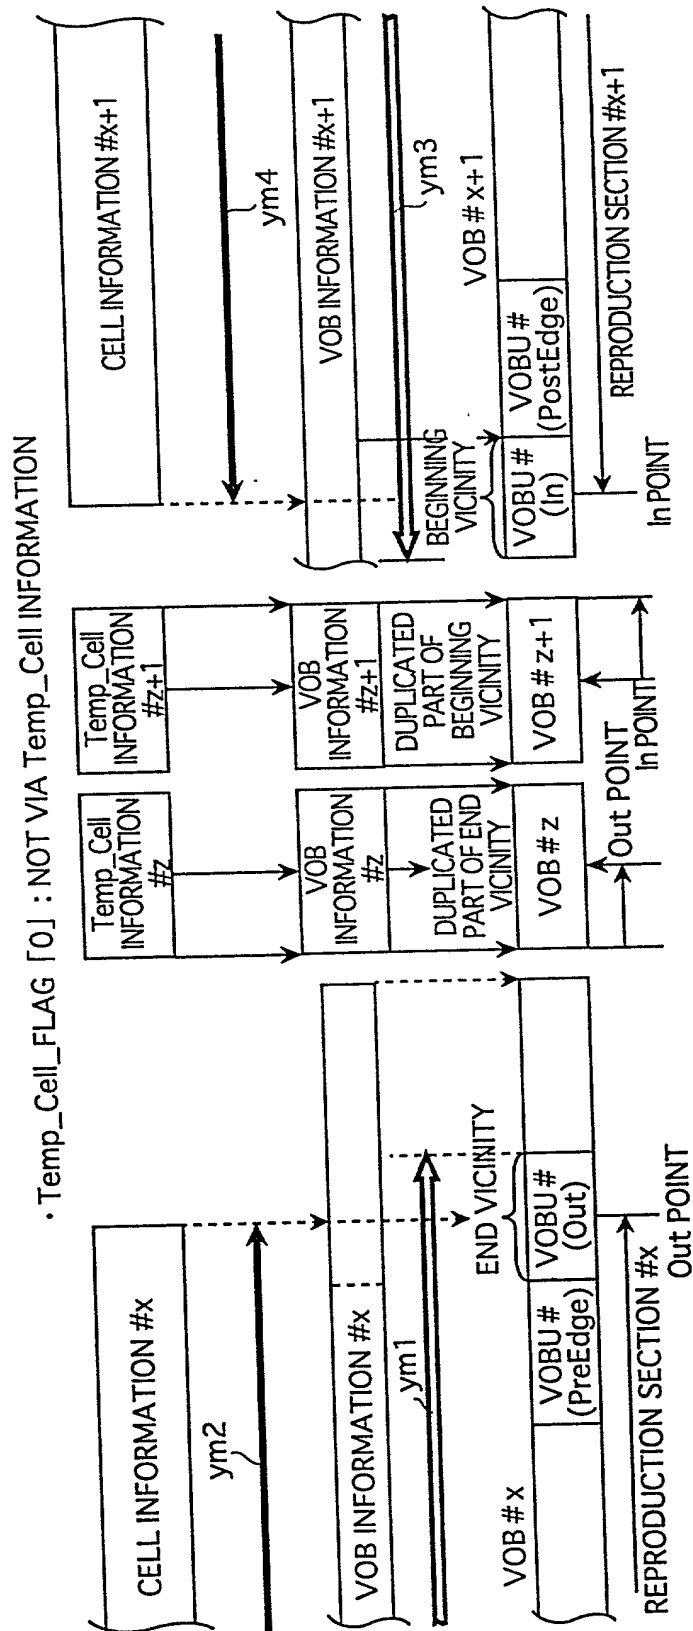 · Temp_Cell_FLAG「0」: NOT VIA Temp_Cell INFORMATION
CELL INFORMATION #x
Temp_Cell
INFORMATION
#z
Temp_Cell
INFORMATION
#z+1
CELL INFORMATION #x+1
ym2
ym4
VOB INFORMATION #x
VOB
INFORMATION
#z
VOB
INFORMATION
#z+1
VOB INFORMATION #x+1
ym1
ym3
END VICINITY
DUPLICATED
PART OF END
VICINITY
DUPLICATED
PART OF
BEGINNING
VICINITY
BEGINNING
VICINITY
VOB#x
VOB#x+1
VOBU#
(PreEdge)
VOBU#
(Out)
VOB#z
VOB#z+1
VOBU#
(In)
VOBU#
(PostEdge)
REPRODUCTION SECTION #x
Out POINT
Out POINT
In POINT
In POINT
REPRODUCTION SECTION #x+1